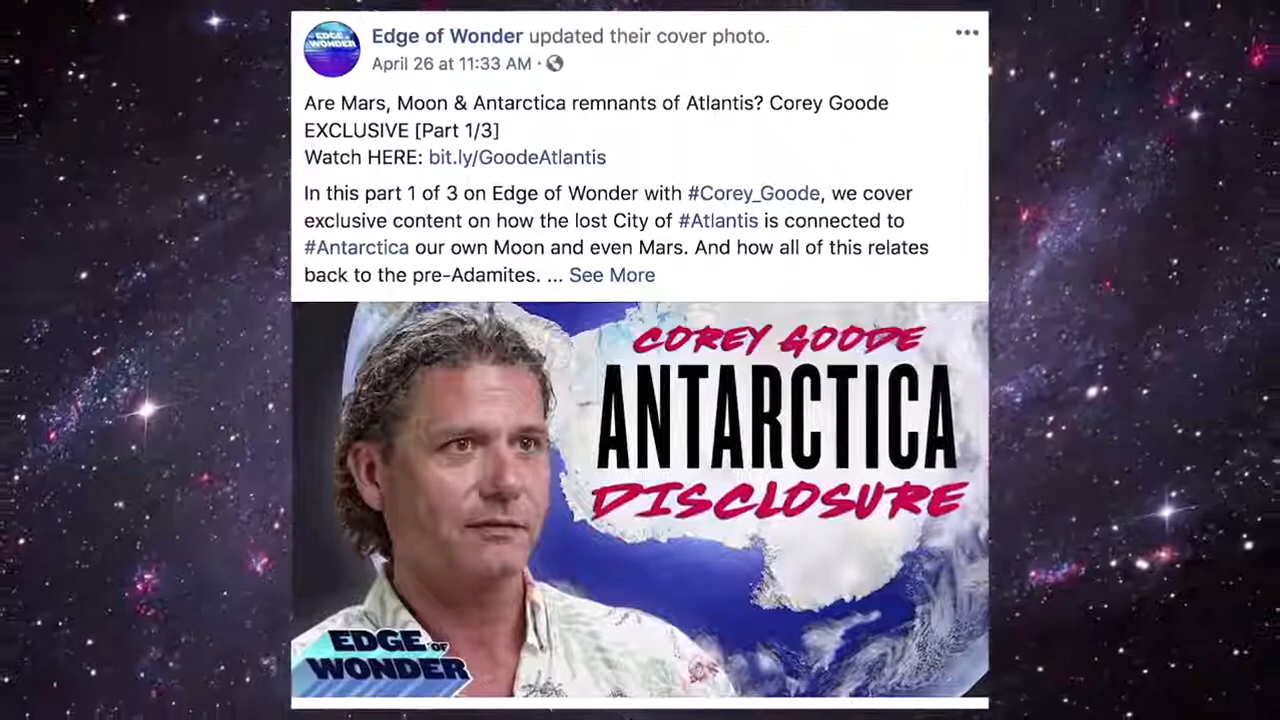 EDGE OF
WONDER
Edge of Wonder updated their cover photo.
April 26 at 11:33 AM ·
Are Mars, Moon & Antarctica remnants of Atlantis? Corey Goode
EXCLUSIVE [Part 1/3]
Watch HERE: bit.ly/GoodeAtlantis
In this part 1 of 3 on Edge of Wonder with #Corey_Goode, we cover
exclusive content on how the lost City of #Atlantis is connected to
#Antarctica our own Moon and even Mars. And how all of this relates
back to the pre-Adamites. ... See More
COREY GOODE
ANTARCTICA
DISCLOSURE
EDGE OF
WONDER